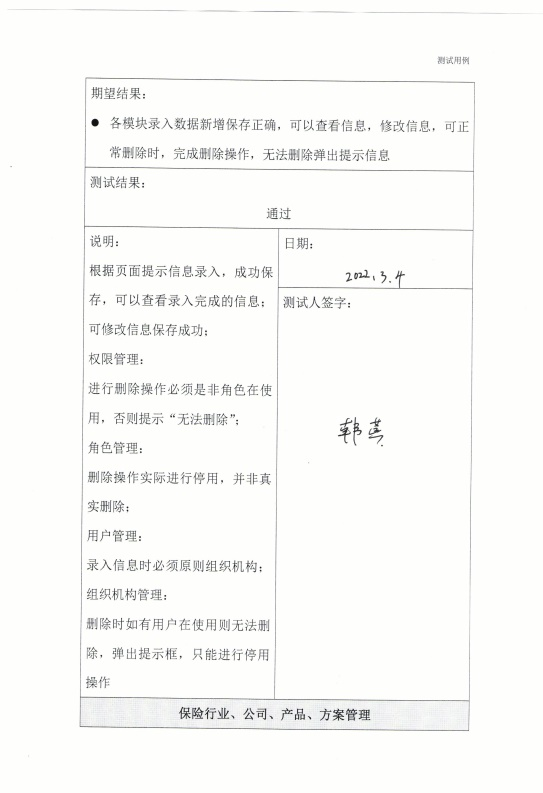 测试用例
期望结果：
● 各模块录入数据新增保存正确，可以查看信息，修改信息，可正
常删除时，完成删除操作，无法删除弹出提示信息
测试结果：
通过
说明：
根据页面提示信息录入，成功保
存，可以查看录入完成的信息；
可修改信息保存成功；
权限管理：
进行删除操作必须是非角色在使
用，否则提示“无法删除”；
角色管理：
删除操作实际进行停用，并非真
实删除；
用户管理：
录入信息时必须原则组织机构；
组织机构管理：
删除时如有用户在使用则无法删
除，弹出提示框，只能进行停用
操作
日期：
2022.3.4
测试人签字：
保险行业、公司、产品、方案管理